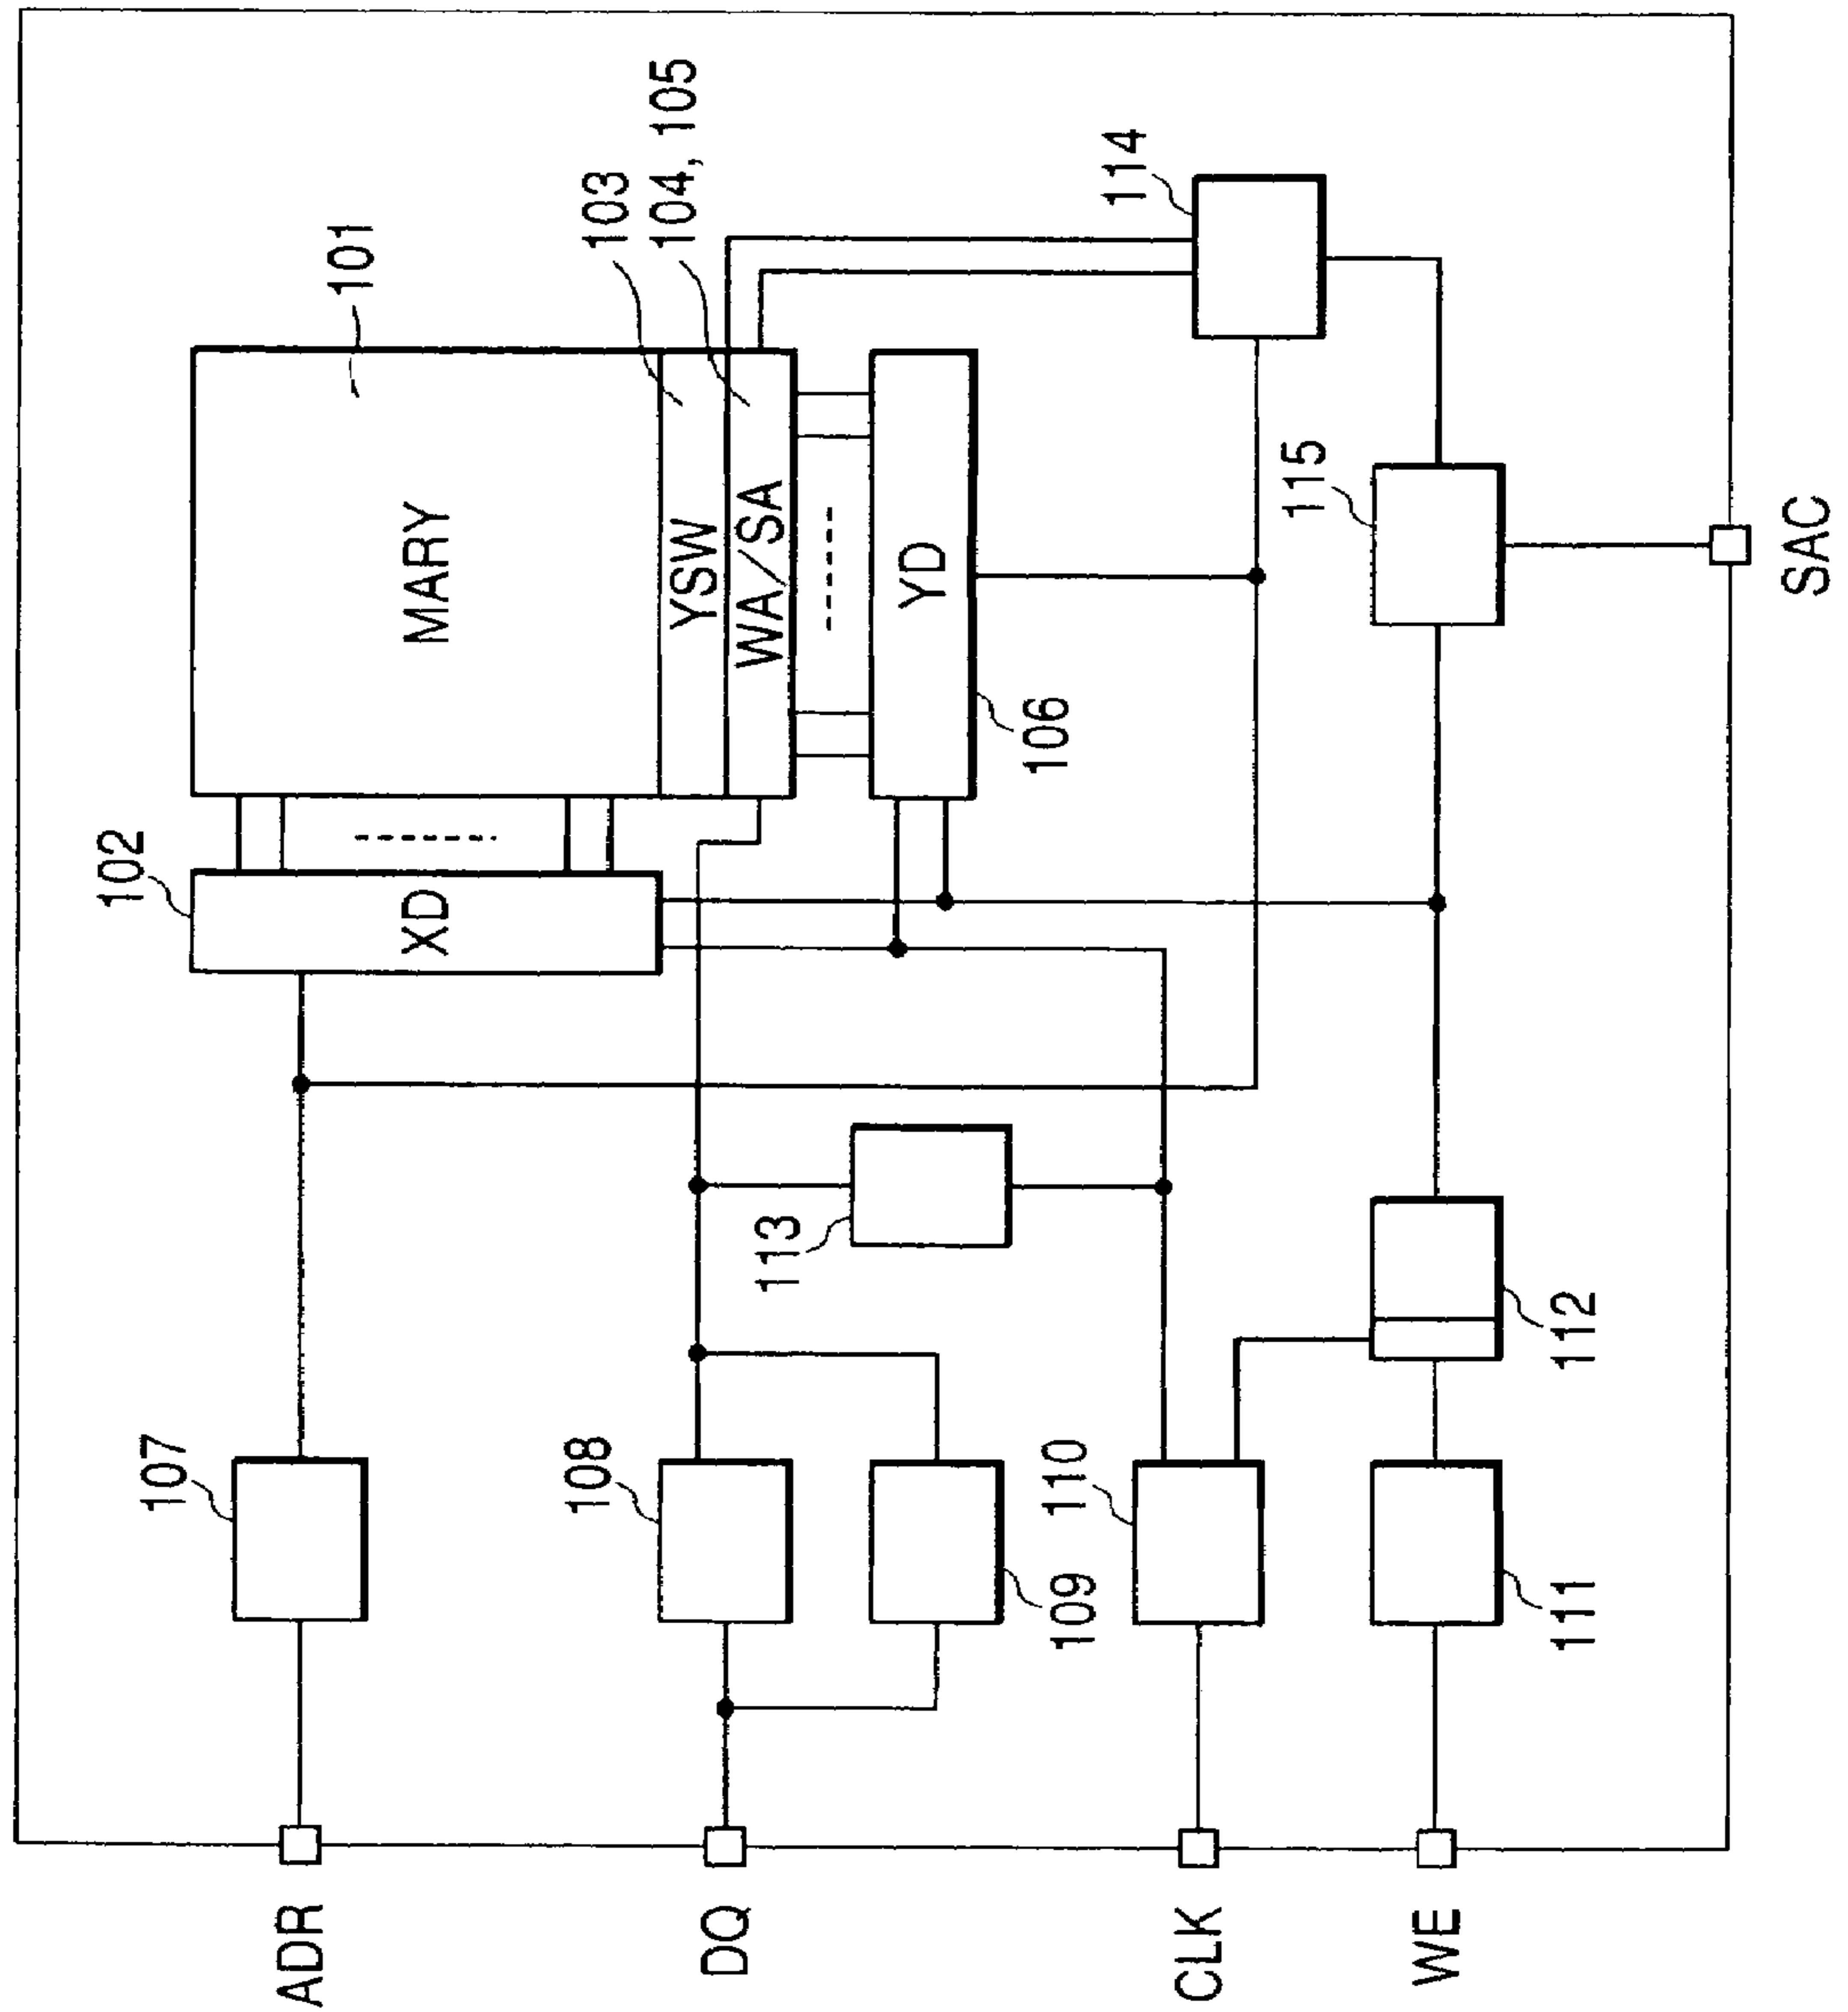 101
103
104, 105
102
MARY
YSW
WA/SA
XD
YD
106
114
115
107
108
109
113
110
112
111
ADR
DQ
CLK
WE
SAC